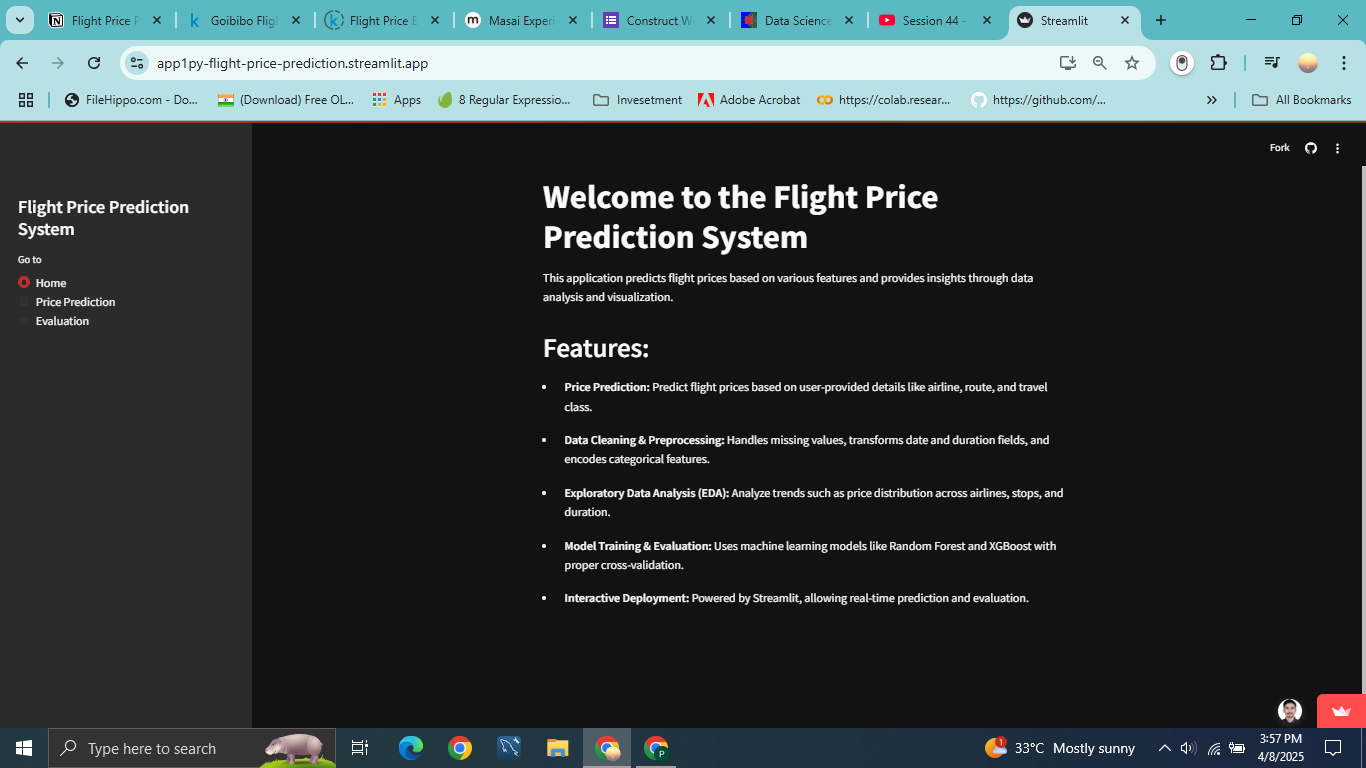 Flight Price P
Goibibo Fligh
Flight Price E
Masai Experi
Construct W
Data Science
Session 44 -
Streamlit
app1py-flight-price-prediction.streamlit.app
FileHippo.com - Do...
(Download) Free OL...
Apps
8 Regular Expressio...
Invesetment
Adobe Acrobat
https://colab.resear...
https://github.com/...
All Bookmarks
Fork
Flight Price Prediction
System
Go to
Home
Price Prediction
Evaluation
Welcome to the Flight Price
Prediction System
This application predicts flight prices based on various features and provides insights through data
analysis and visualization.
Features:
Price Prediction: Predict flight prices based on user-provided details like airline, route, and travel
class.
Data Cleaning & Preprocessing: Handles missing values, transforms date and duration fields, and
encodes categorical features.
Exploratory Data Analysis (EDA): Analyze trends such as price distribution across airlines, stops, and
duration.
Model Training & Evaluation: Uses machine learning models like Random Forest and XGBoost with
proper cross-validation.
Interactive Deployment: Powered by Streamlit, allowing real-time prediction and evaluation.
Type here to search
1
33°C Mostly sunny
3:57 PM
4/8/2025